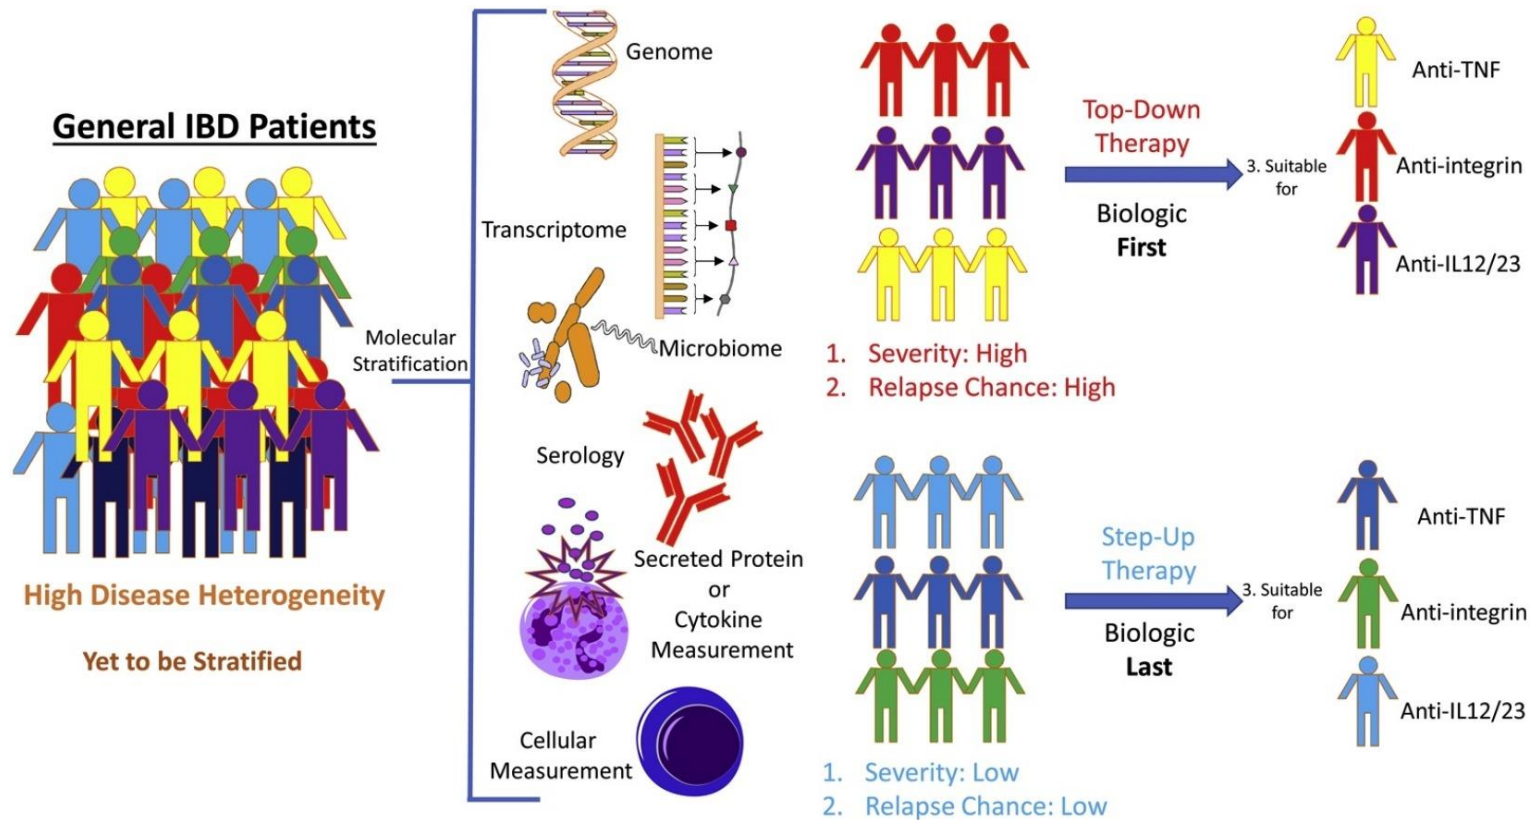 General IBD Patients
High Disease Heterogeneity
Yet to be Stratified
Molecular
Stratification
Genome
Transcriptome
Microbiome
Serology
Secreted Protein
or
Cytokine
Measurement
Cellular
Measurement
1. Severity: High
2. Relapse Chance: High
Top-Down
Therapy
Biologic
First
3. Suitable
for
Anti-TNF
Anti-integrin
Anti-IL12/23
1. Severity: Low
2. Relapse Chance: Low
Step-Up
Therapy
Biologic
Last
3. Suitable
for
Anti-TNF
Anti-integrin
Anti-IL12/23